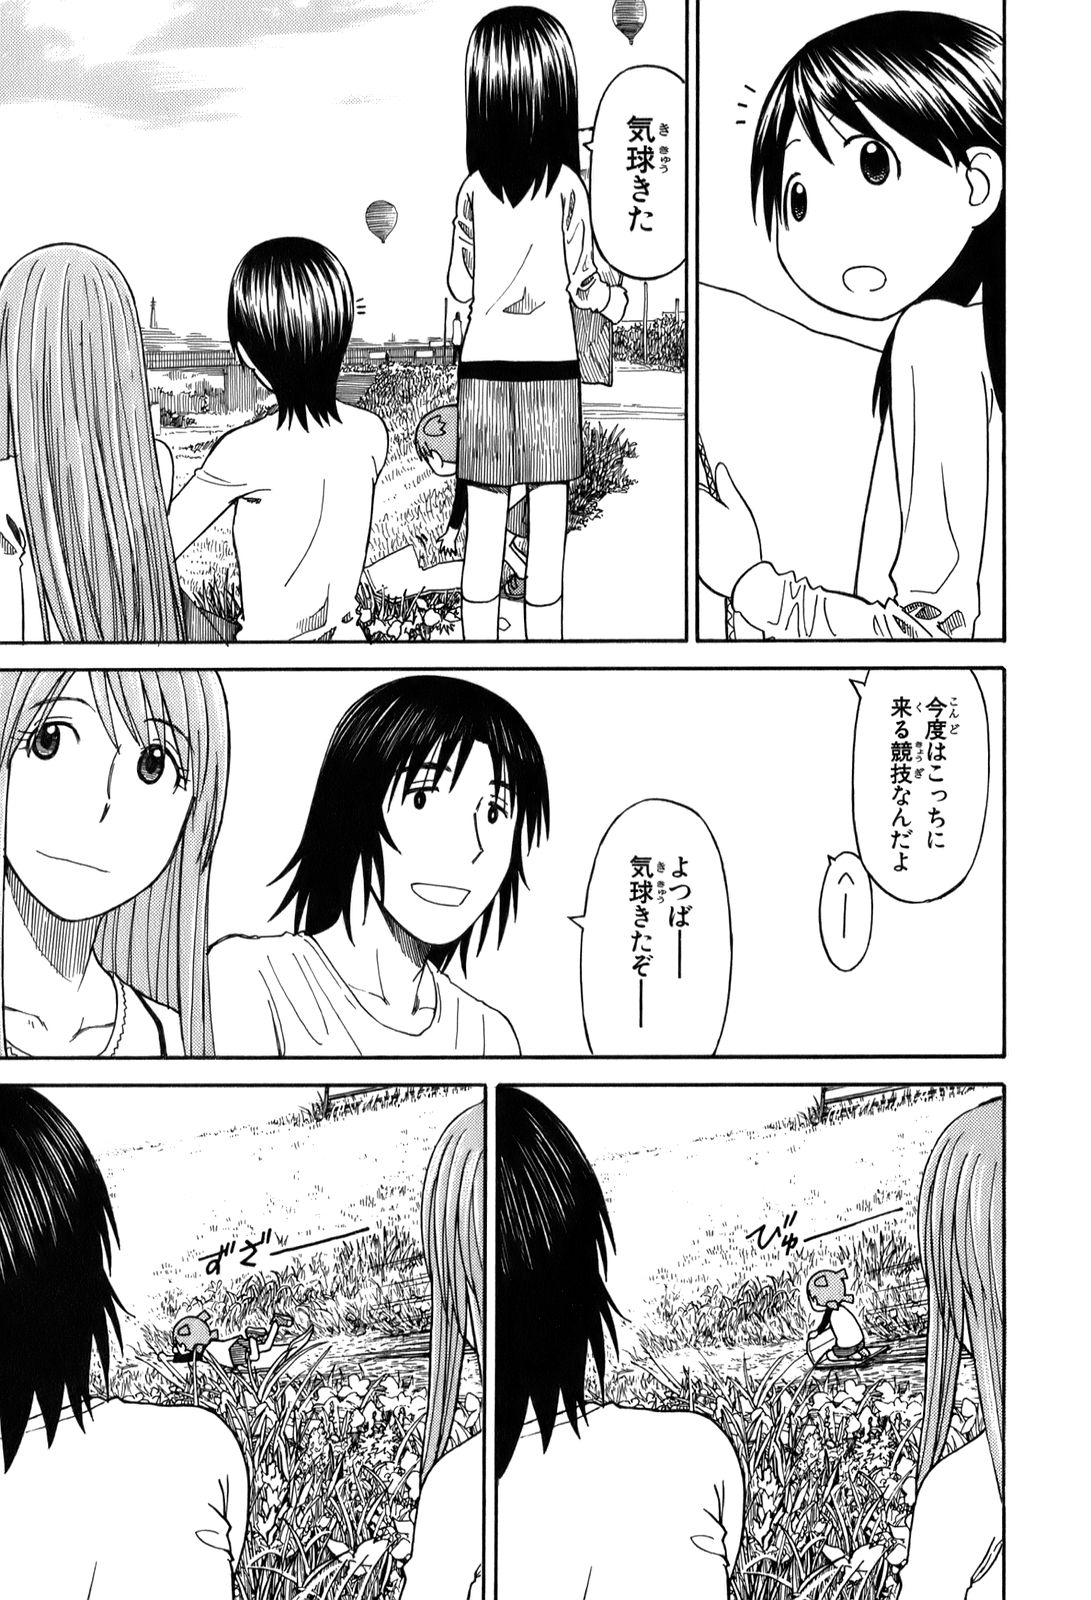 気球きた
今度はこっちに
来る競技なんだよ
へー
よつばー
気球きたぞー
びゅー
ずざー